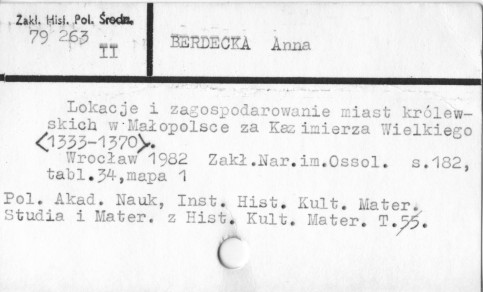 Zakł. Hist. Pol. Średn.
79 263
II
BERDECKA Anna
Lokacje i zagospodarowanie miast królew-
skich w Małopolsce za Kazimierza Wielkiego
<1333-1370>.
Wrocław 1982 Zakł.Nar.im.Ossol. s.182,
tabl.34,mapa 1
Pol. Akad. Nauk, Inst. Hist. Kult. Mater.
Studia i Mater. z Hist. Kult. Mater. T.55.